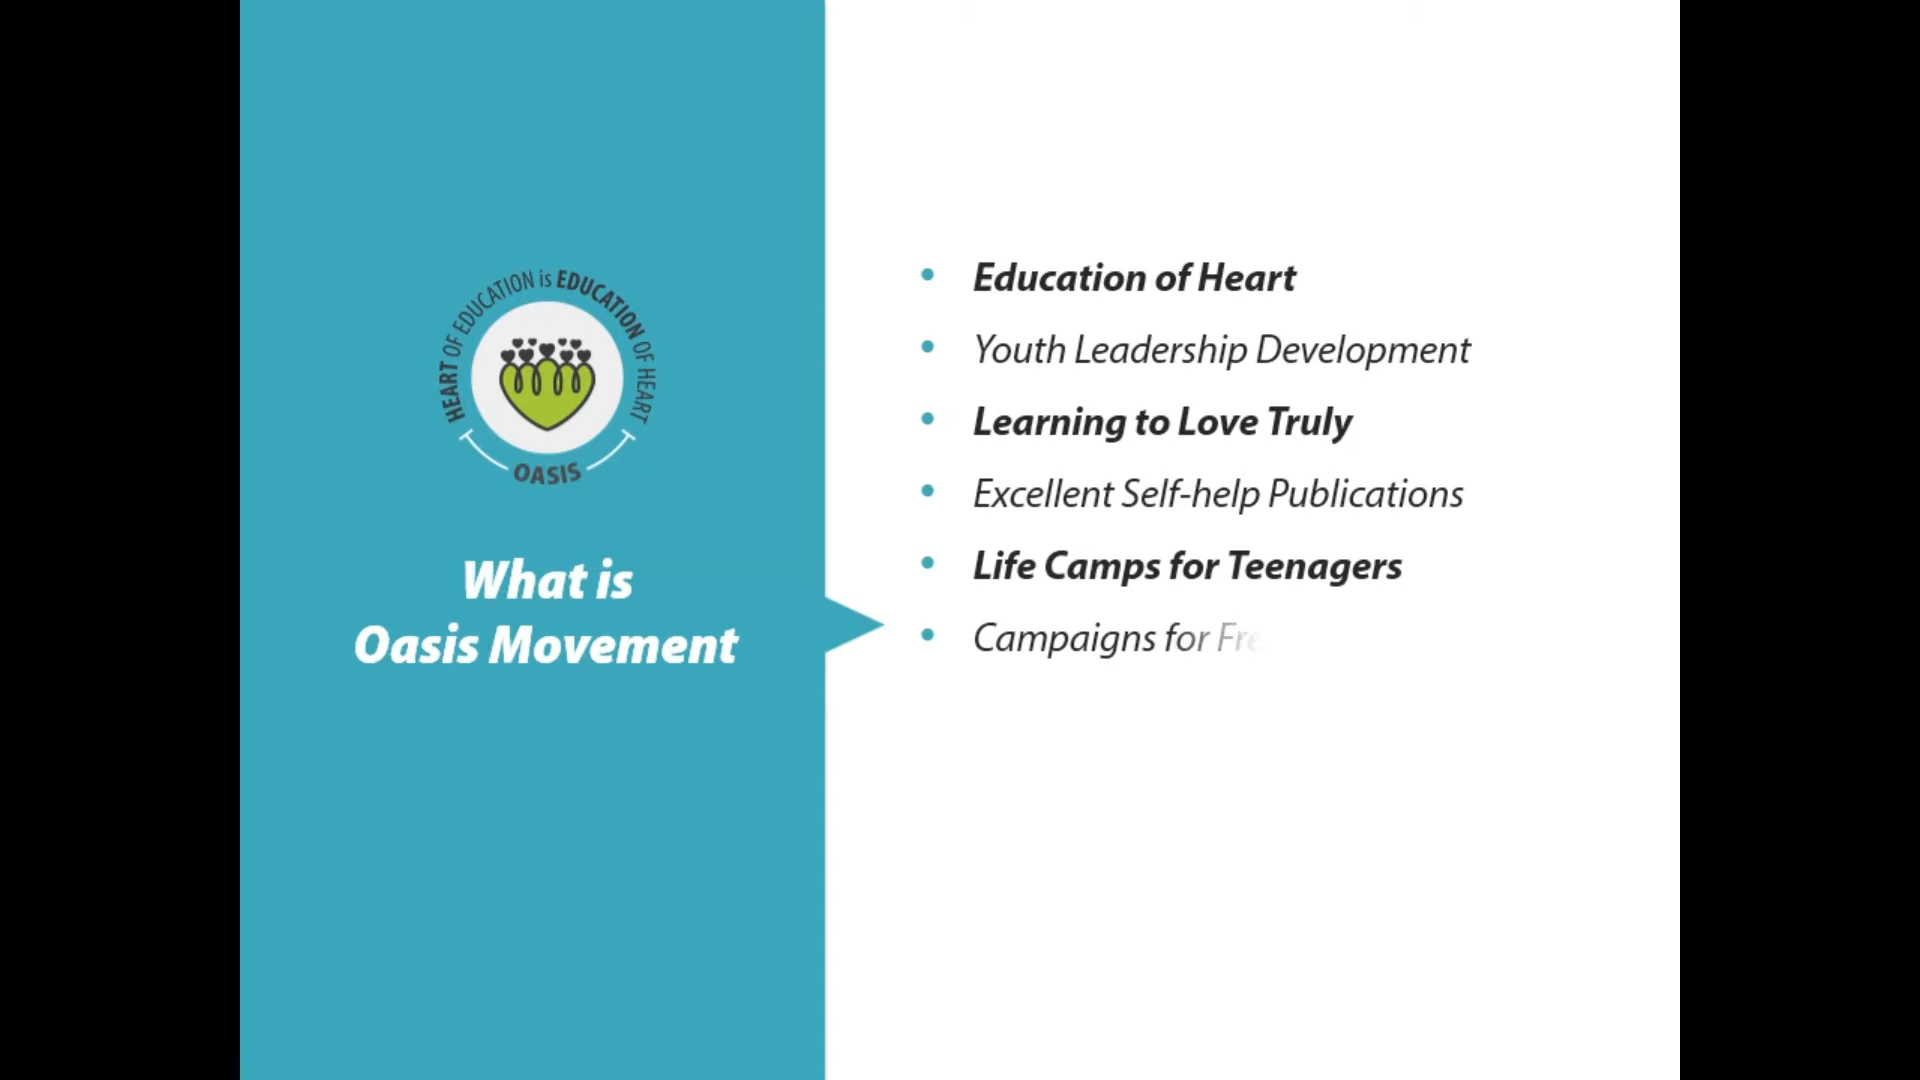 HEART OF EDUCATION is EDUCATION OF HEART
OASIS
What is
Oasis Movement
• Education of Heart
• Youth Leadership Development
• Learning to Love Truly
• Excellent Self-help Publications
• Life Camps for Teenagers
• Campaigns for Fre